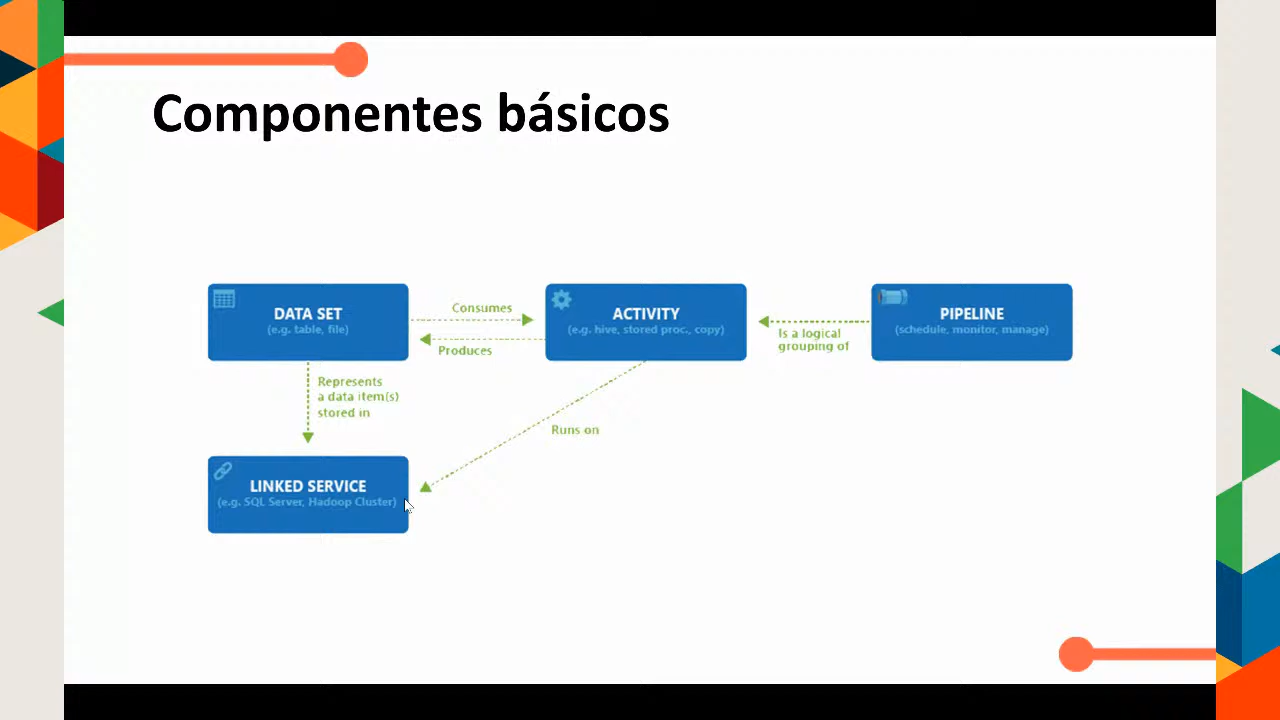 Componentes básicos
DATA SET
(e.g. table, file)
Consumes
Produces
ACTIVITY
(e.g. hive, stored proc., copy)
Is a logical
grouping of
PIPELINE
(schedule, monitor, manage)
Represents
a data item(s)
stored in
Runs on
LINKED SERVICE
(e.g. SQL Server, Hadoop Cluster)